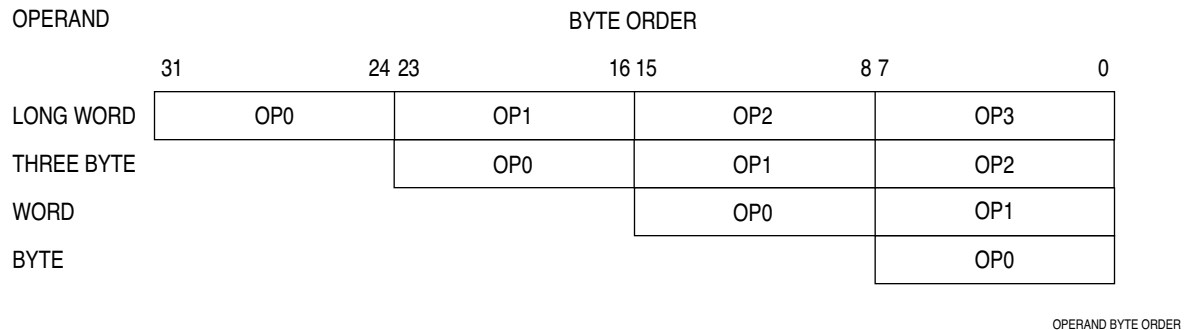 OPERAND BYTE ORDER
31 24 23 16 15 8 7 0
LONG WORD OP0 OP1 OP2 OP3
THREE BYTE OP0 OP1 OP2
WORD OP0 OP1
BYTE OP0
OPERAND BYTE ORDER